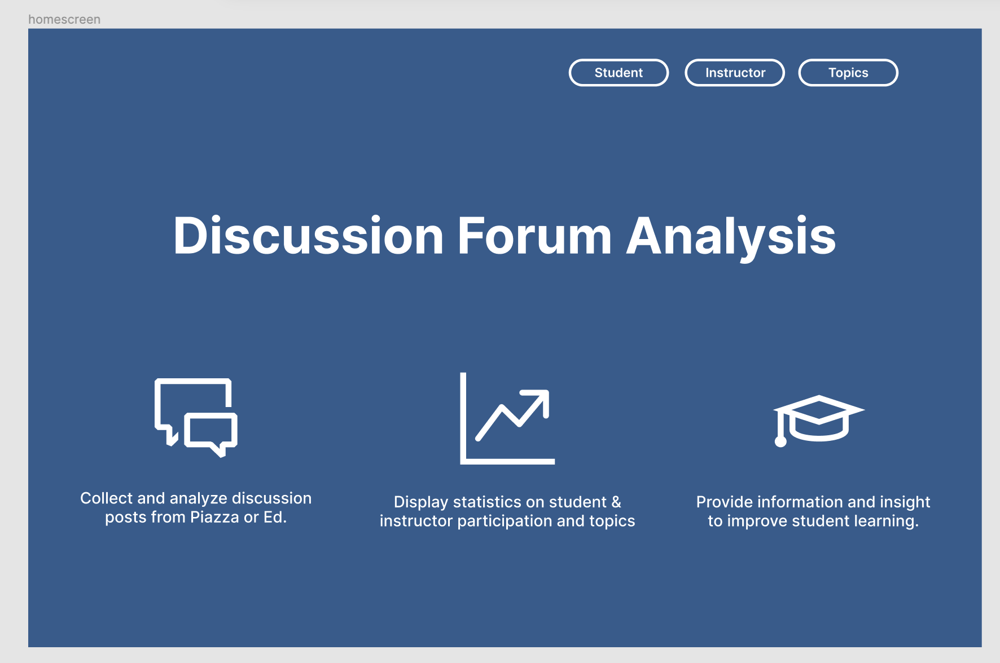 homescreen
Student
Instructor
Topics
Discussion Forum Analysis
Collect and analyze discussion
posts from Piazza or Ed.
Display statistics on student &
instructor participation and topics
Provide information and insight
to improve student learning.